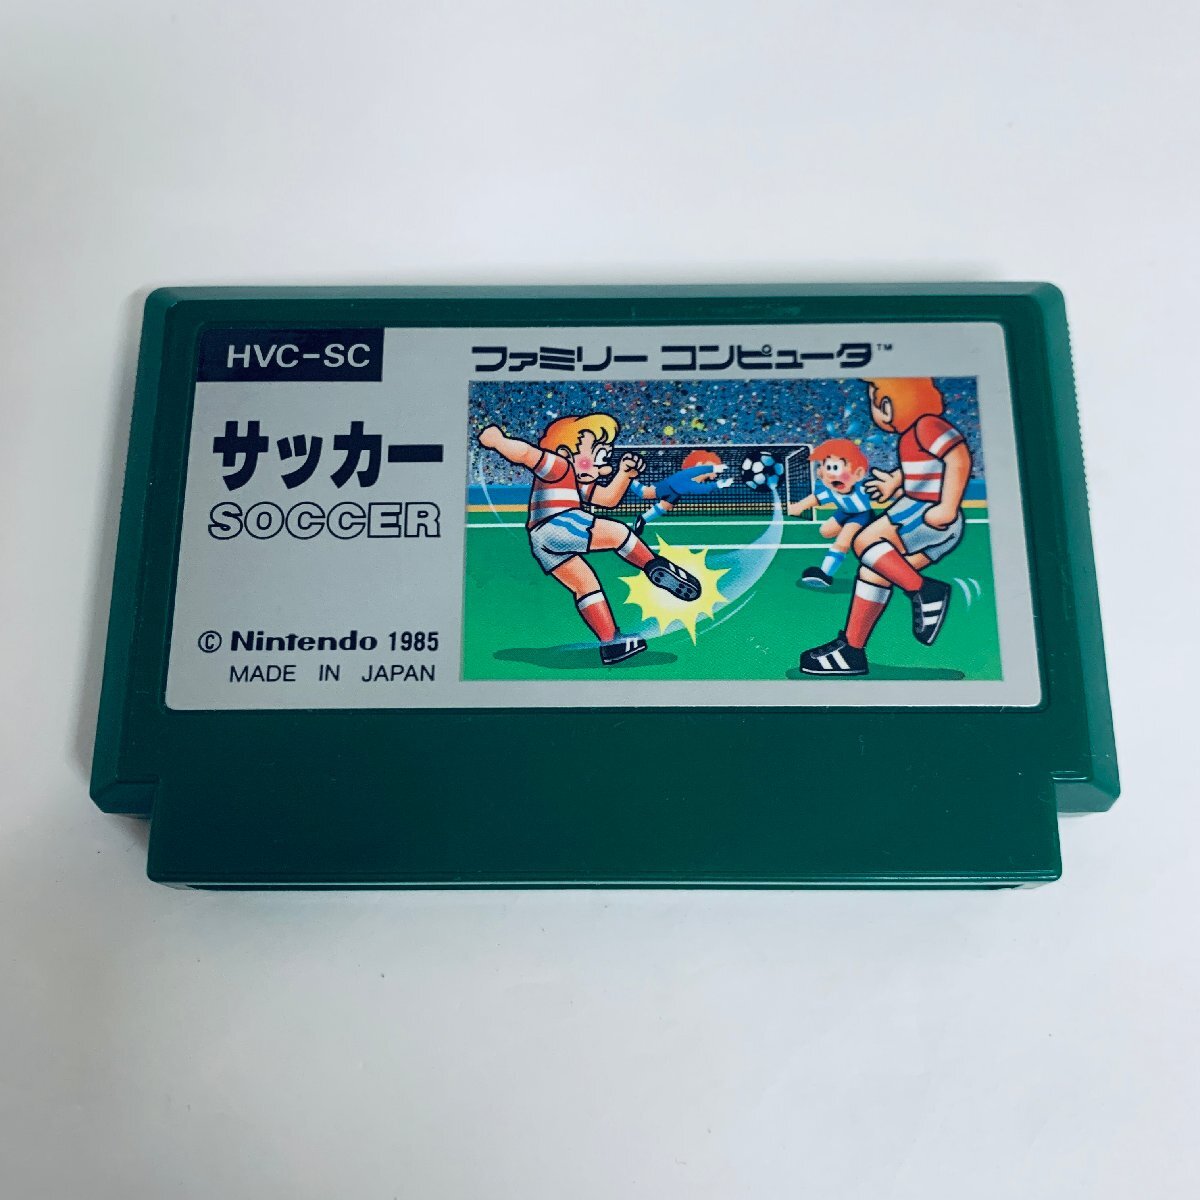 HVC-SC
ファミリー コンピュータ™
サッカー
SOCCER
© Nintendo 1985
MADE IN JAPAN